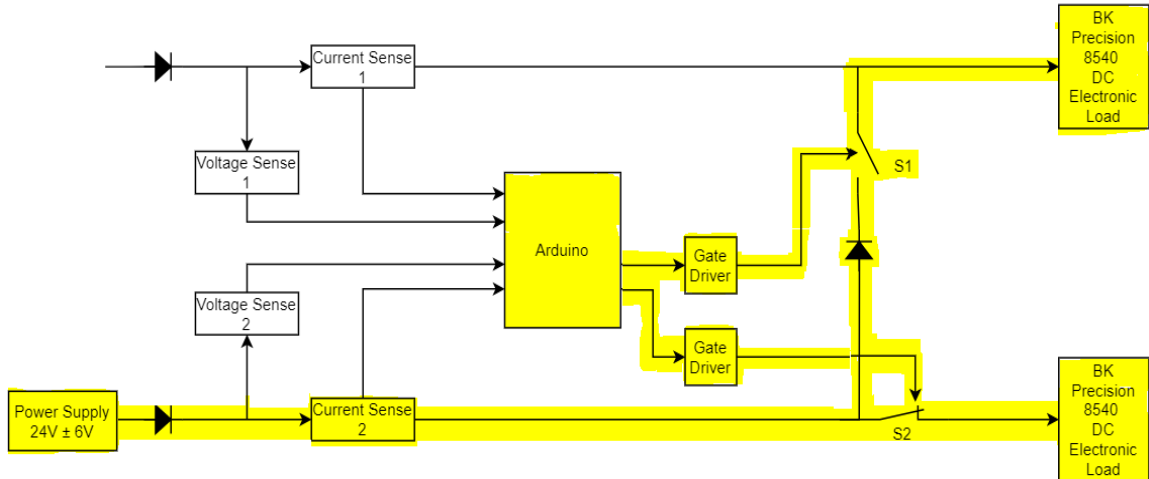 BK
Precision
8540
DC
Electronic
Load
Current Sense
1
Voltage Sense
1
S1
Arduino
Gate
Driver
Voltage Sense
2
Gate
Driver
Power Supply
24V ± 6V
Current Sense
2
S2
BK
Precision
8540
DC
Electronic
Load